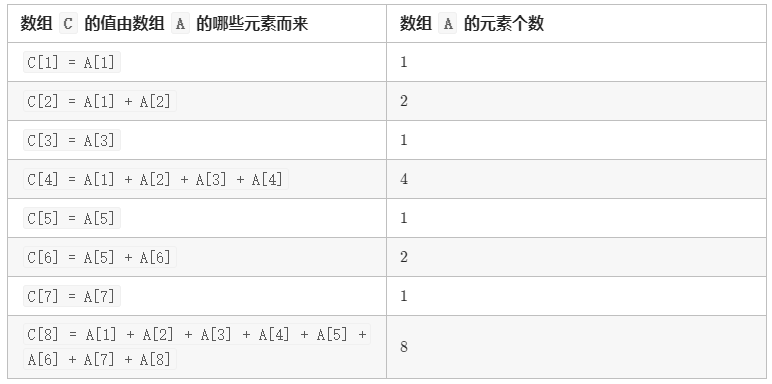 数组 C 的值由数组 A 的哪些元素而来 数组 A 的元素个数
C[1] = A[1] 1
C[2] = A[1] + A[2] 2
C[3] = A[3] 1
C[4] = A[1] + A[2] + A[3] + A[4] 4
C[5] = A[5] 1
C[6] = A[5] + A[6] 2
C[7] = A[7] 1
C[8] = A[1] + A[2] + A[3] + A[4] + A[5] +
A[6] + A[7] + A[8] 8